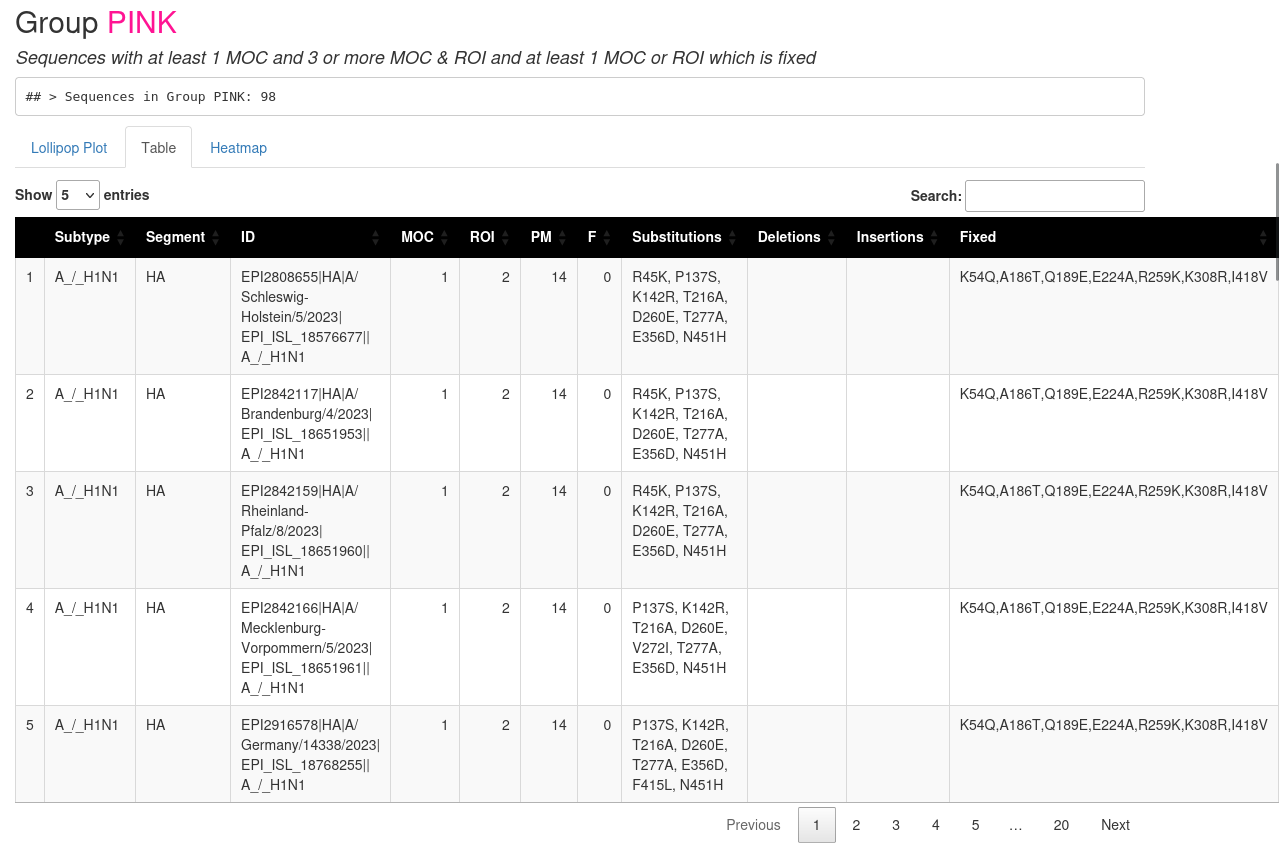 Group PINK
Sequences with at least 1 MOC and 3 or more MOC & ROI and at least 1 MOC or ROI which is fixed
## > Sequences in Group PINK: 98
Lollipop Plot Table Heatmap
Show 5 entries Search:
Subtype Segment ID MOC ROI PM F Substitutions Deletions Insertions Fixed
1 A_/_H1N1 HA EPI2808655|HA|A/ 1 2 14 0 R45K, P137S, K54Q,A186T,Q189E,E224A,R259K,K308R,I418V
Schleswig- K142R, T216A,
Holstein/5/2023| D260E, T277A,
EPI_ISL_18576677|| E356D, N451H
A_/_H1N1
2 A_/_H1N1 HA EPI2842117|HA|A/ 1 2 14 0 R45K, P137S, K54Q,A186T,Q189E,E224A,R259K,K308R,I418V
Brandenburg/4/2023| K142R, T216A,
EPI_ISL_18651953|| D260E, T277A,
A_/_H1N1 E356D, N451H
3 A_/_H1N1 HA EPI2842159|HA|A/ 1 2 14 0 R45K, P137S, K54Q,A186T,Q189E,E224A,R259K,K308R,I418V
Rheinland- K142R, T216A,
Pfalz/8/2023| D260E, T277A,
EPI_ISL_18651960|| E356D, N451H
A_/_H1N1
4 A_/_H1N1 HA EPI2842166|HA|A/ 1 2 14 0 P137S, K142R, K54Q,A186T,Q189E,E224A,R259K,K308R,I418V
Mecklenburg- T216A, D260E,
Vorpommern/5/2023| V272I, T277A,
EPI_ISL_18651961|| E356D, N451H
A_/_H1N1
5 A_/_H1N1 HA EPI2916578|HA|A/ 1 2 14 0 P137S, K142R, K54Q,A186T,Q189E,E224A,R259K,K308R,I418V
Germany/14338/2023| T216A, D260E,
EPI_ISL_18768255|| T277A, E356D,
A_/_H1N1 F415L, N451H
Previous 1 2 3 4 5 … 20 Next